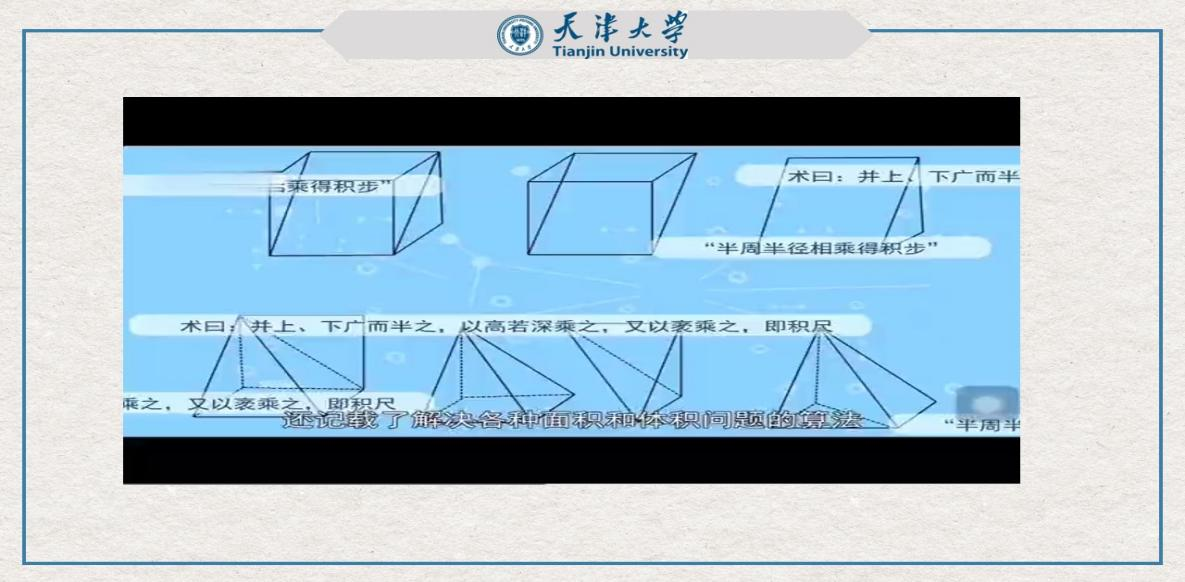 天津大学
Tianjin University
乘得积步”
术曰：并上、下广而半
“半周半径相乘得积步”
术曰：并上、下广而半之，以高若深乘之，又以袤乘之，即积尺
乘之，又以袤乘之，即积尺
还记载了解决各种面积和体积问题的算法
“半周半